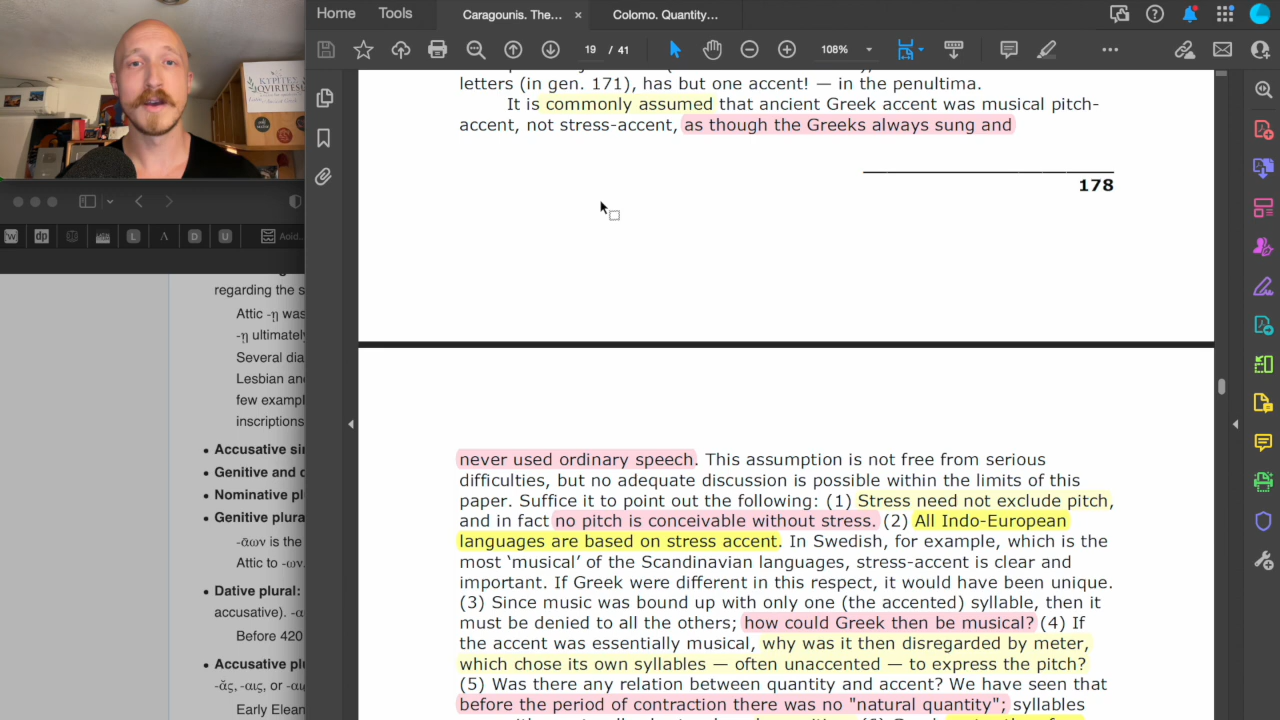 Home
Tools
Caragounis. The...
×
Colomo. Quantity...
19 / 41
108%
ΚΥΡΙΤΕΣ
QVIRITES
letters (in gen. 171), has but one accent! — in the penultima.
It is commonly assumed that ancient Greek accent was musical pitch-
accent, not stress-accent, as though the Greeks always sung and
178
W
dp
L
Λ
D
U
Aoid...
regarding the s
Attic -ῃ was
-ῃ ultimately
Several dia
Lesbian and
few exampl
inscriptions
• Accusative sin
• Genitive and d
• Nominative pl
• Genitive plura
-ᾱων is the
Attic to -ων.
• Dative plural:
accusative). -α
Before 420
• Accusative plu
-ᾰς, -αις, or -αι
Early Elean
never used ordinary speech. This assumption is not free from serious
difficulties, but no adequate discussion is possible within the limits of this
paper. Suffice it to point out the following: (1) Stress need not exclude pitch,
and in fact no pitch is conceivable without stress. (2) All Indo-European
languages are based on stress accent. In Swedish, for example, which is the
most ‘musical’ of the Scandinavian languages, stress-accent is clear and
important. If Greek were different in this respect, it would have been unique.
(3) Since music was bound up with only one (the accented) syllable, then it
must be denied to all the others; how could Greek then be musical? (4) If
the accent was essentially musical, why was it then disregarded by meter,
which chose its own syllables — often unaccented — to express the pitch?
(5) Was there any relation between quantity and accent? We have seen that
before the period of contraction there was no "natural quantity"; syllables